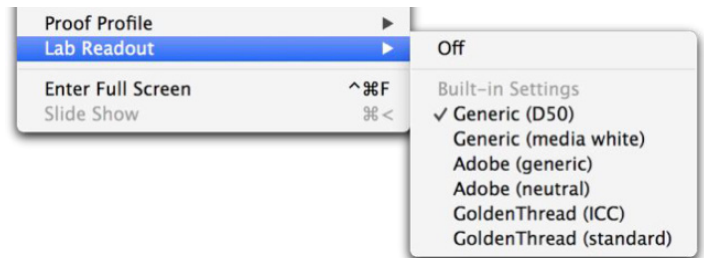 Proof Profile ▶
Lab Readout ▶
Enter Full Screen ^⌘F
Slide Show ⌘<
Off
Built-in Settings
✓ Generic (D50)
Generic (media white)
Adobe (generic)
Adobe (neutral)
GoldenThread (ICC)
GoldenThread (standard)